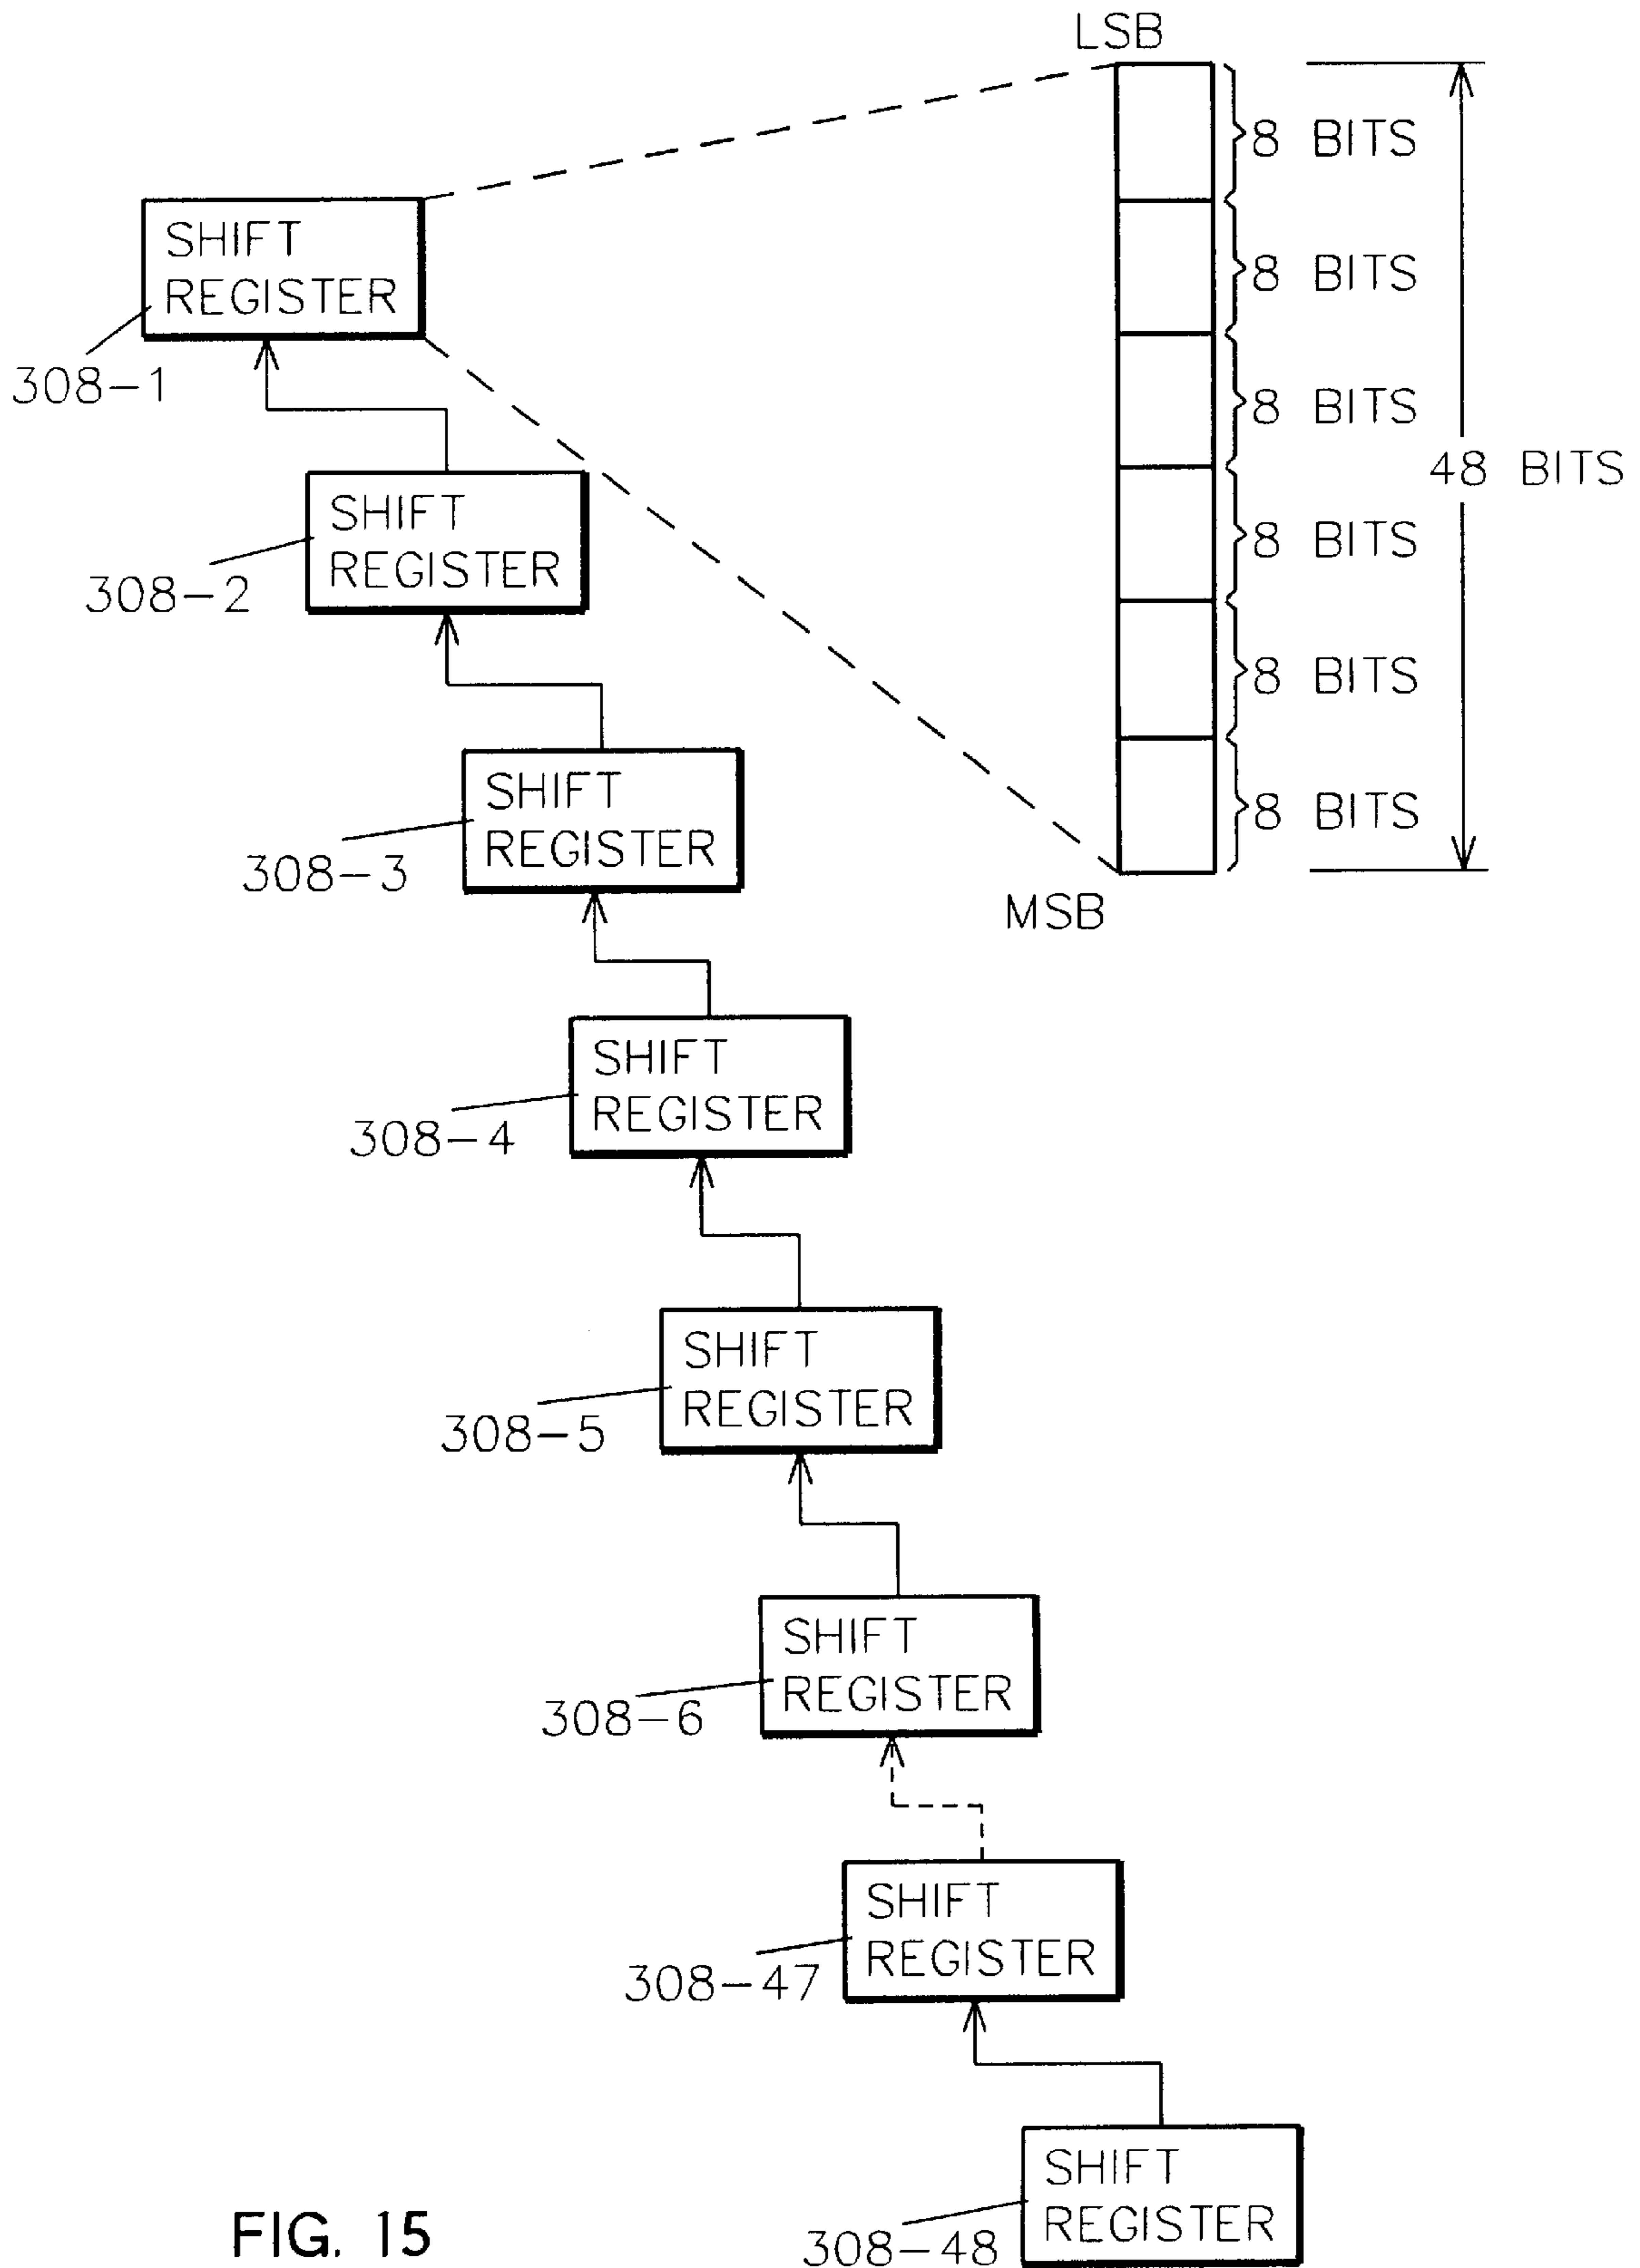 LSB
8 BITS
8 BITS
8 BITS
8 BITS
8 BITS
8 BITS
48 BITS
MSB
SHIFT
REGISTER
308-1
SHIFT
REGISTER
308-2
SHIFT
REGISTER
308-3
SHIFT
REGISTER
308-4
SHIFT
REGISTER
308-5
SHIFT
REGISTER
308-6
SHIFT
REGISTER
308-47
SHIFT
REGISTER
308-48
FIG. 15